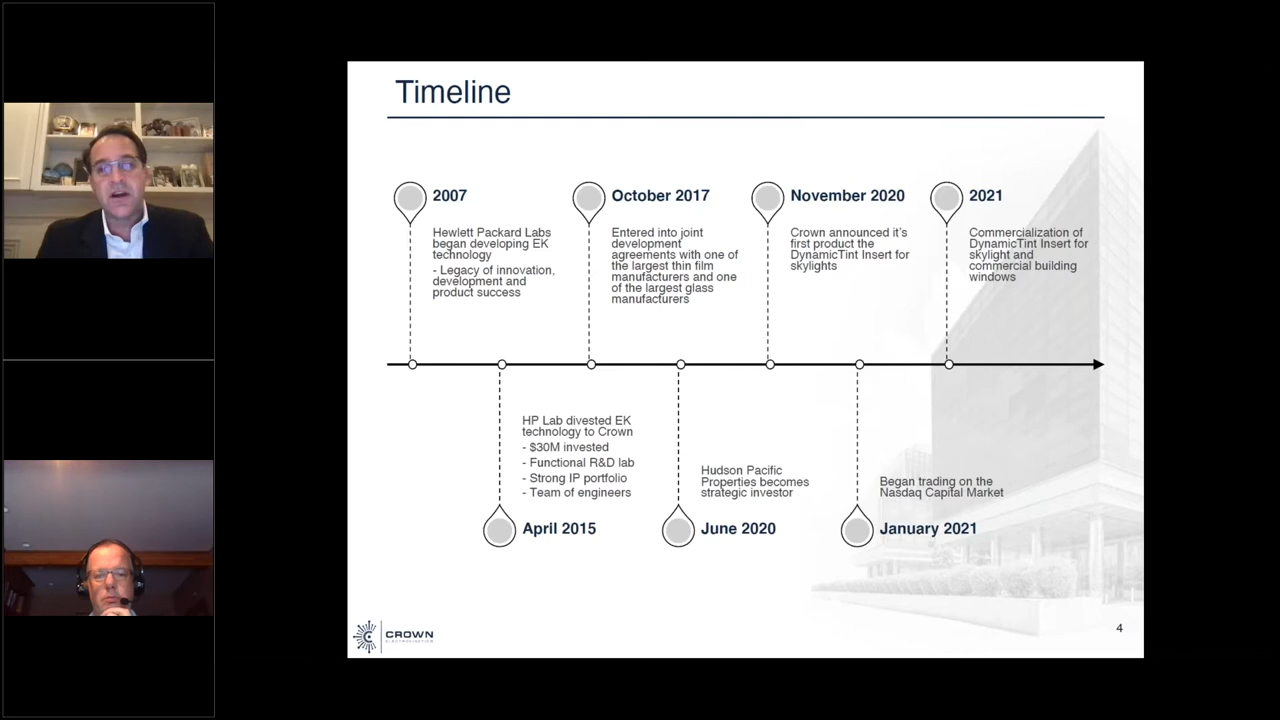 Timeline
2007
Hewlett Packard Labs
began developing EK
technology
- Legacy of innovation,
development and
product success
October 2017
Entered into joint
development
agreements with one of
the largest thin film
manufacturers and one
of the largest glass
manufacturers
November 2020
Crown announced it's
first product the
DynamicTint Insert for
skylights
2021
Commercialization of
DynamicTint Insert for
skylight and
commercial building
windows
HP Lab divested EK
technology to Crown
- $30M invested
- Functional R&D lab
- Strong IP portfolio
- Team of engineers
April 2015
Hudson Pacific
Properties becomes
strategic investor
June 2020
Began trading on the
Nasdaq Capital Market
January 2021
CROWN
ELECTROKINETICS
4